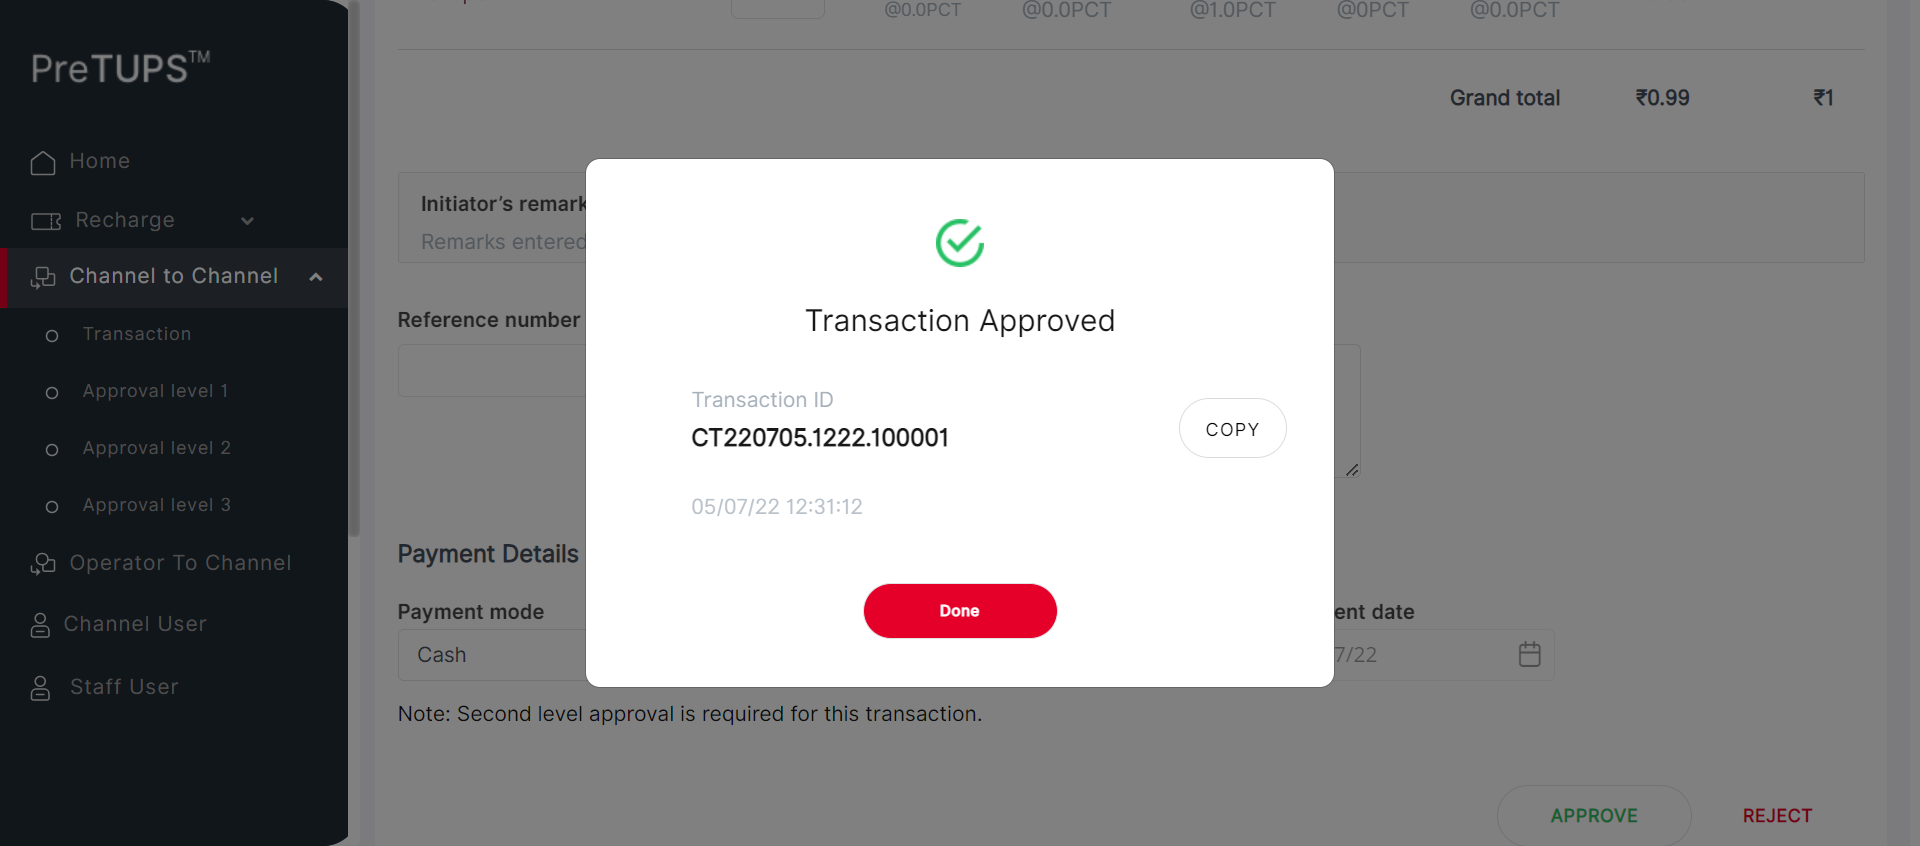 PreTUPS™
Home
Recharge
Channel to Channel
Transaction
Approval level 1
Approval level 2
Approval level 3
Operator To Channel
Channel User
Staff User
@0.0PCT @0.0PCT @1.0PCT @0PCT @0.0PCT
Grand total ₹0.99 ₹1
Initiator’s remark
Remarks entered
Reference number
Transaction Approved
Transaction ID
CT220705.1222.100001
COPY
05/07/22 12:31:12
Done
Payment Details
Payment mode
Cash
ent date
7/22
Note: Second level approval is required for this transaction.
APPROVE REJECT